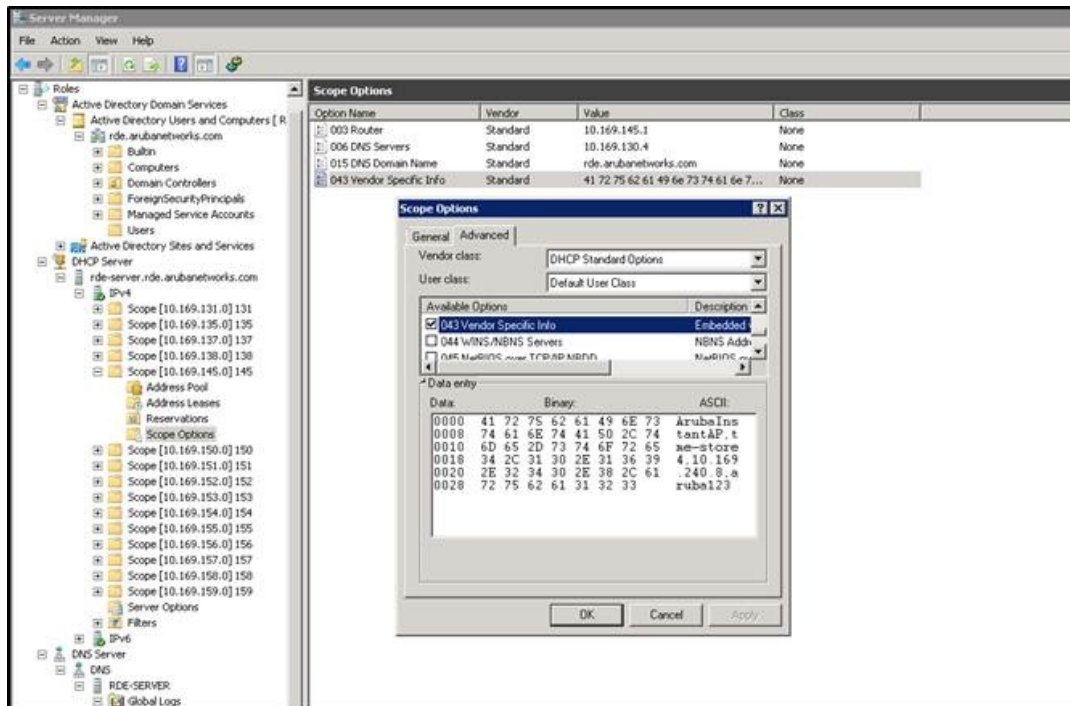 Server Manager
File Action View Help
Roles
Active Directory Domain Services
Active Directory Users and Computers [ R
rde.arubanetworks.com
Builtin
Computers
Domain Controllers
ForeignSecurityPrincipals
Managed Service Accounts
Users
Active Directory Sites and Services
DHCP Server
rde-server.rde.arubanetworks.com
IPv4
Scope [10.169.131.0] 131
Scope [10.169.135.0] 135
Scope [10.169.137.0] 137
Scope [10.169.138.0] 138
Scope [10.169.145.0] 145
Address Pool
Address Leases
Reservations
Scope Options
Scope [10.169.150.0] 150
Scope [10.169.151.0] 151
Scope [10.169.152.0] 152
Scope [10.169.153.0] 153
Scope [10.169.154.0] 154
Scope [10.169.155.0] 155
Scope [10.169.156.0] 156
Scope [10.169.157.0] 157
Scope [10.169.158.0] 158
Scope [10.169.159.0] 159
Server Options
Filters
IPv6
DNS Server
DNS
RDE-SERVER
Global Logs
Scope Options
Option Name Vendor Value Class
003 Router Standard 10.169.145.1 None
006 DNS Servers Standard 10.169.130.4 None
015 DNS Domain Name Standard rde.arubanetworks.com None
043 Vendor Specific Info Standard 41 72 75 62 61 49 6e 73 74 61 6e 7... None
Scope Options
General Advanced
Vendor class: DHCP Standard Options
User class: Default User Class
Available Options Description
043 Vendor Specific Info Embedded
044 WINS/NBNS Servers NBNS Addr
045 NetBIOS over TCP/IP NBDD
Data entry
Data: Binary: ASCII:
0000 41 72 75 62 61 49 6E 73 ArubaIns
0008 74 61 6E 74 41 50 2C 74 tantAP,t
0010 6D 65 2D 73 74 6F 72 65 me-store
0018 34 2C 31 30 2E 31 36 39 4,10.169
0020 2E 32 34 30 2E 38 2C 61 .240.8,a
0028 72 75 62 61 31 32 33 ruba123
OK Cancel Apply